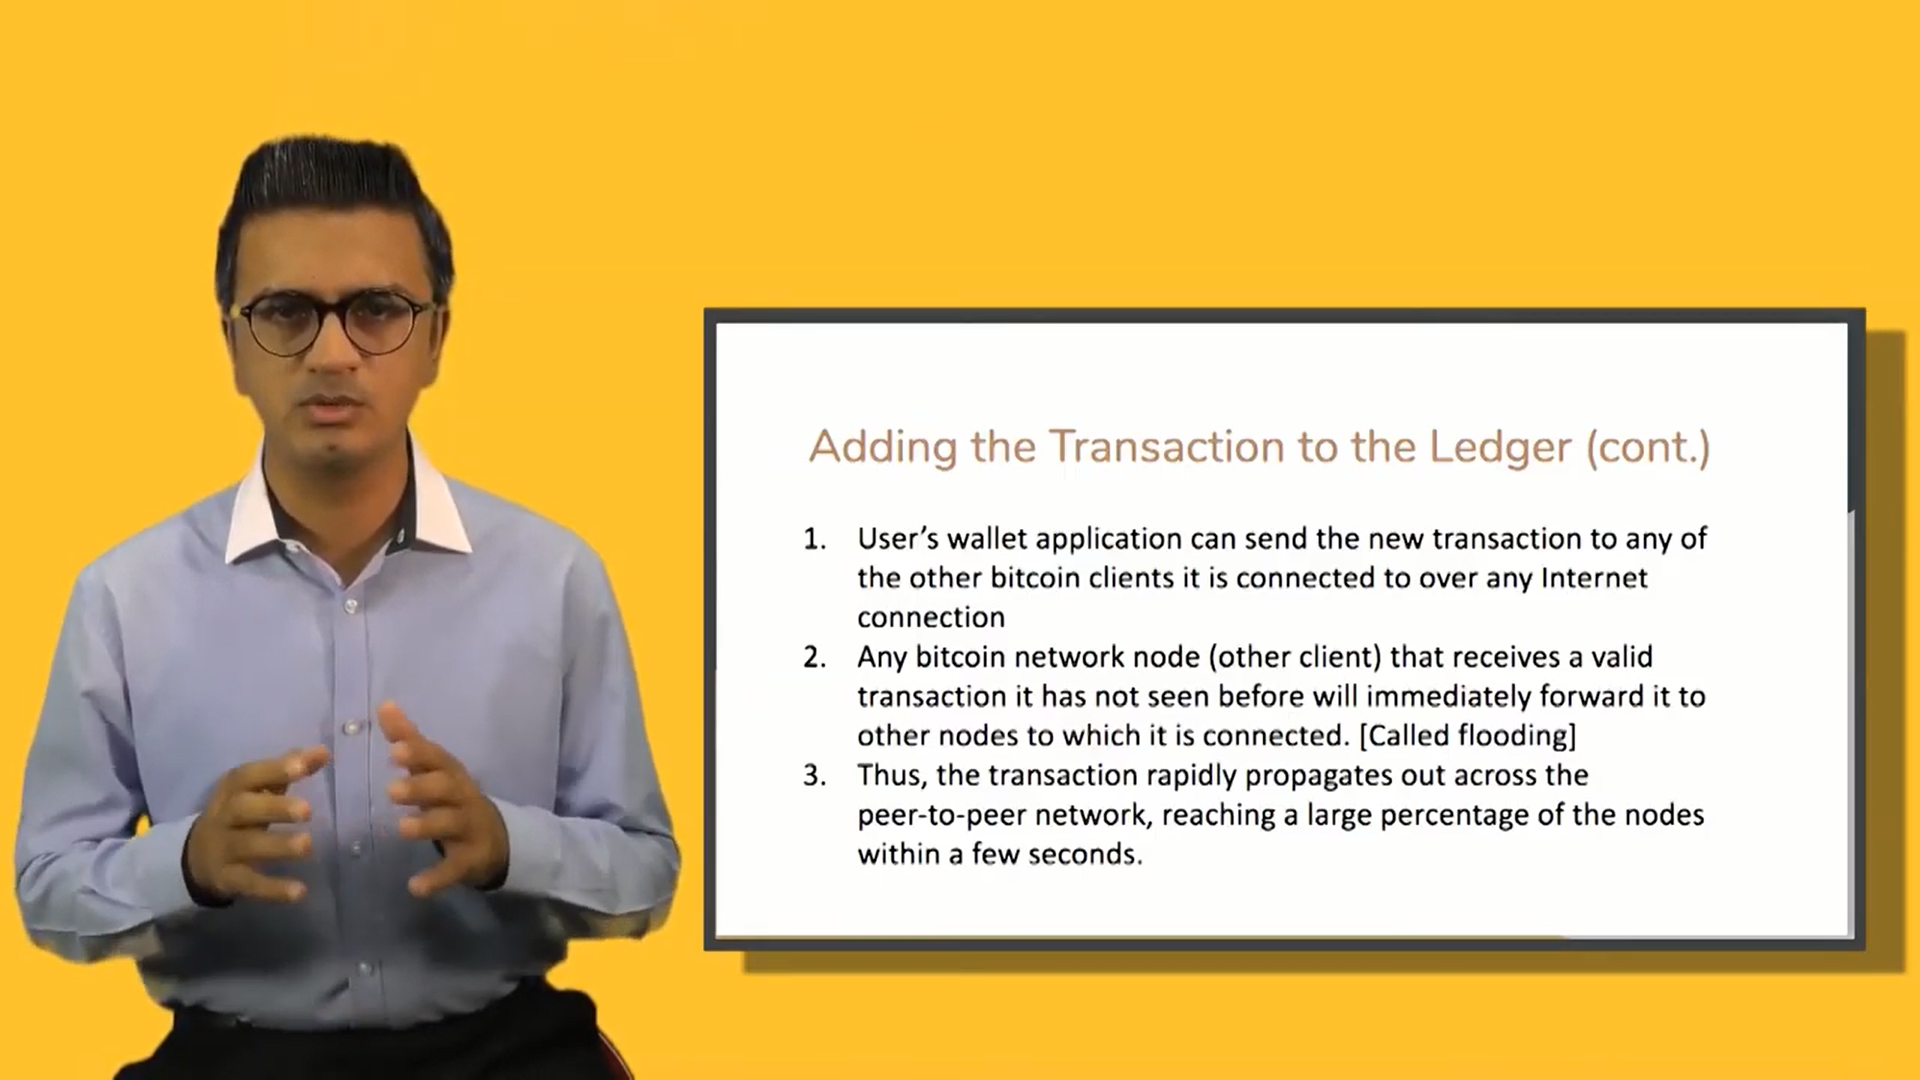 Adding the Transaction to the Ledger (cont.)
1. User’s wallet application can send the new transaction to any of
the other bitcoin clients it is connected to over any Internet
connection
2. Any bitcoin network node (other client) that receives a valid
transaction it has not seen before will immediately forward it to
other nodes to which it is connected. [Called flooding]
3. Thus, the transaction rapidly propagates out across the
peer-to-peer network, reaching a large percentage of the nodes
within a few seconds.